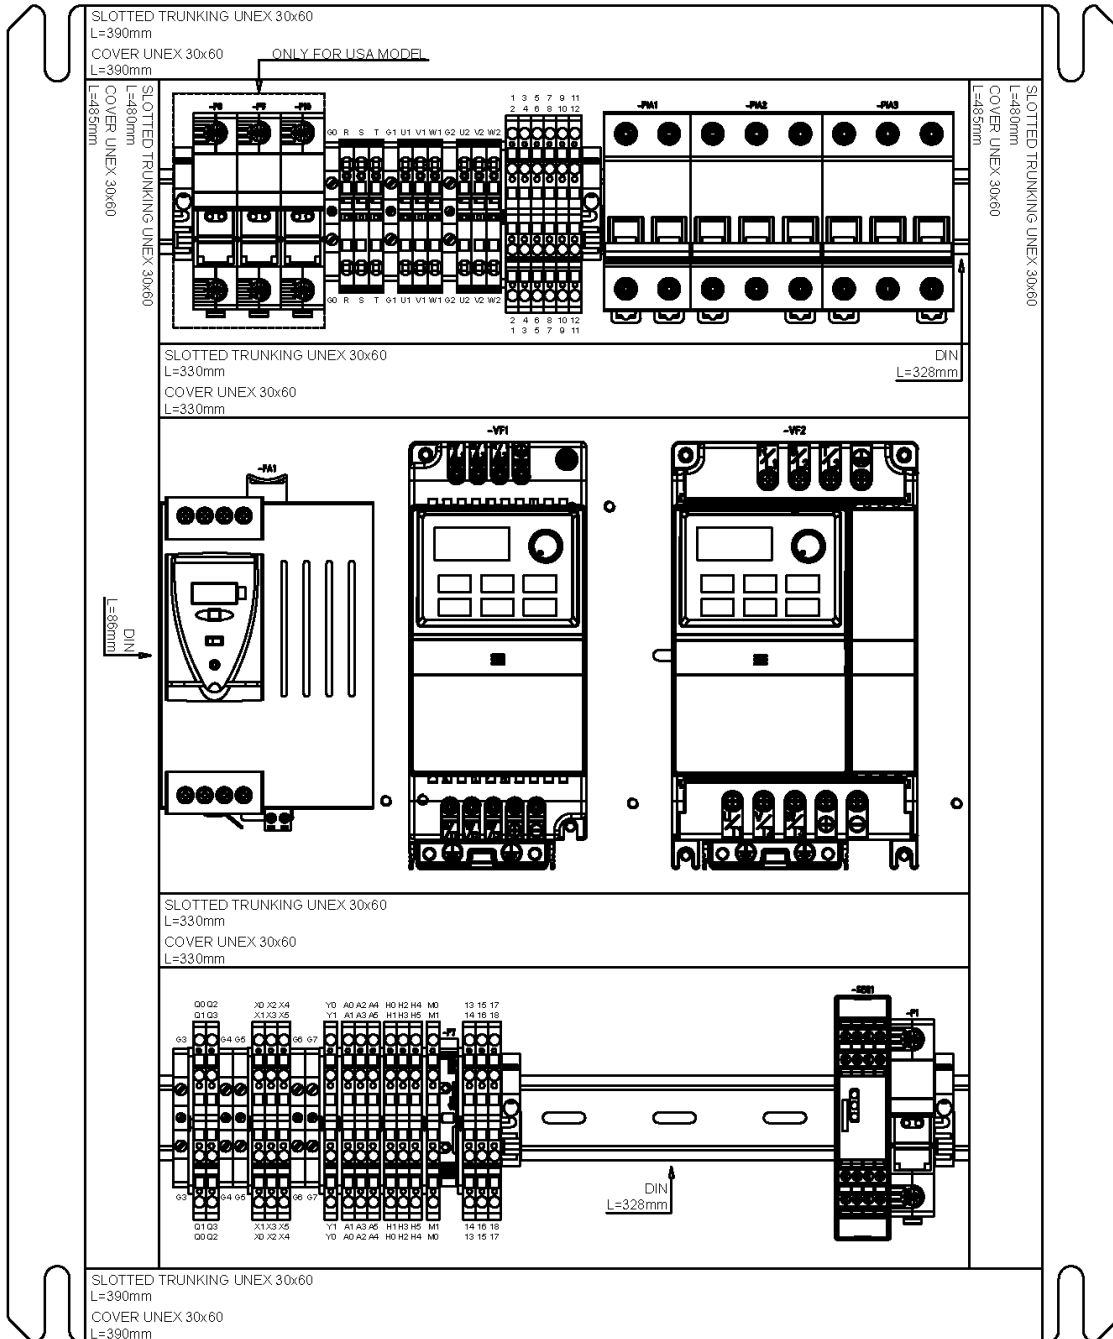 SLOTTED TRUNKING UNEX 30x60
L=390mm
COVER UNEX 30x60
L=390mm
ONLY FOR USA MODEL
SLOTTED TRUNKING UNEX 30x60
L=480mm
COVER UNEX 30x60
L=485mm
SLOTTED TRUNKING UNEX 30x60
L=480mm
COVER UNEX 30x60
L=485mm
G0 R S T G1 U1 V1 W1 G2 U2 V2 W2
1 3 5 7 9 11
2 4 6 8 10 12
-PIA1
-PIA2
-PIA3
G0 R S T G1 U1 V1 W1 G2 U2 V2 W2
2 4 6 8 10 12
1 3 5 7 9 11
SLOTTED TRUNKING UNEX 30x60
L=330mm
COVER UNEX 30x60
L=330mm
DIN
L=328mm
-FA1
-VF1
-VF2
DIN
L=86mm
SLOTTED TRUNKING UNEX 30x60
L=330mm
COVER UNEX 30x60
L=330mm
Q0 Q2 X0 X2 X4 Y0 A0 A2 A4 H0 H2 H4 M0 13 15 17
Q1 Q3 X1 X3 X5 Y1 A1 A3 A5 H1 H3 H5 M1 14 16 18
G3 G4 G5 G6 G7
-F1
G3 G4 G5 G6 G7
Q1 Q3 X1 X3 X5 Y1 A1 A3 A5 H1 H3 H5 M1 14 16 18
Q0 Q2 X0 X2 X4 Y0 A0 A2 A4 H0 H2 H4 M0 13 15 17
DIN
L=328mm
SLOTTED TRUNKING UNEX 30x60
L=390mm
COVER UNEX 30x60
L=390mm